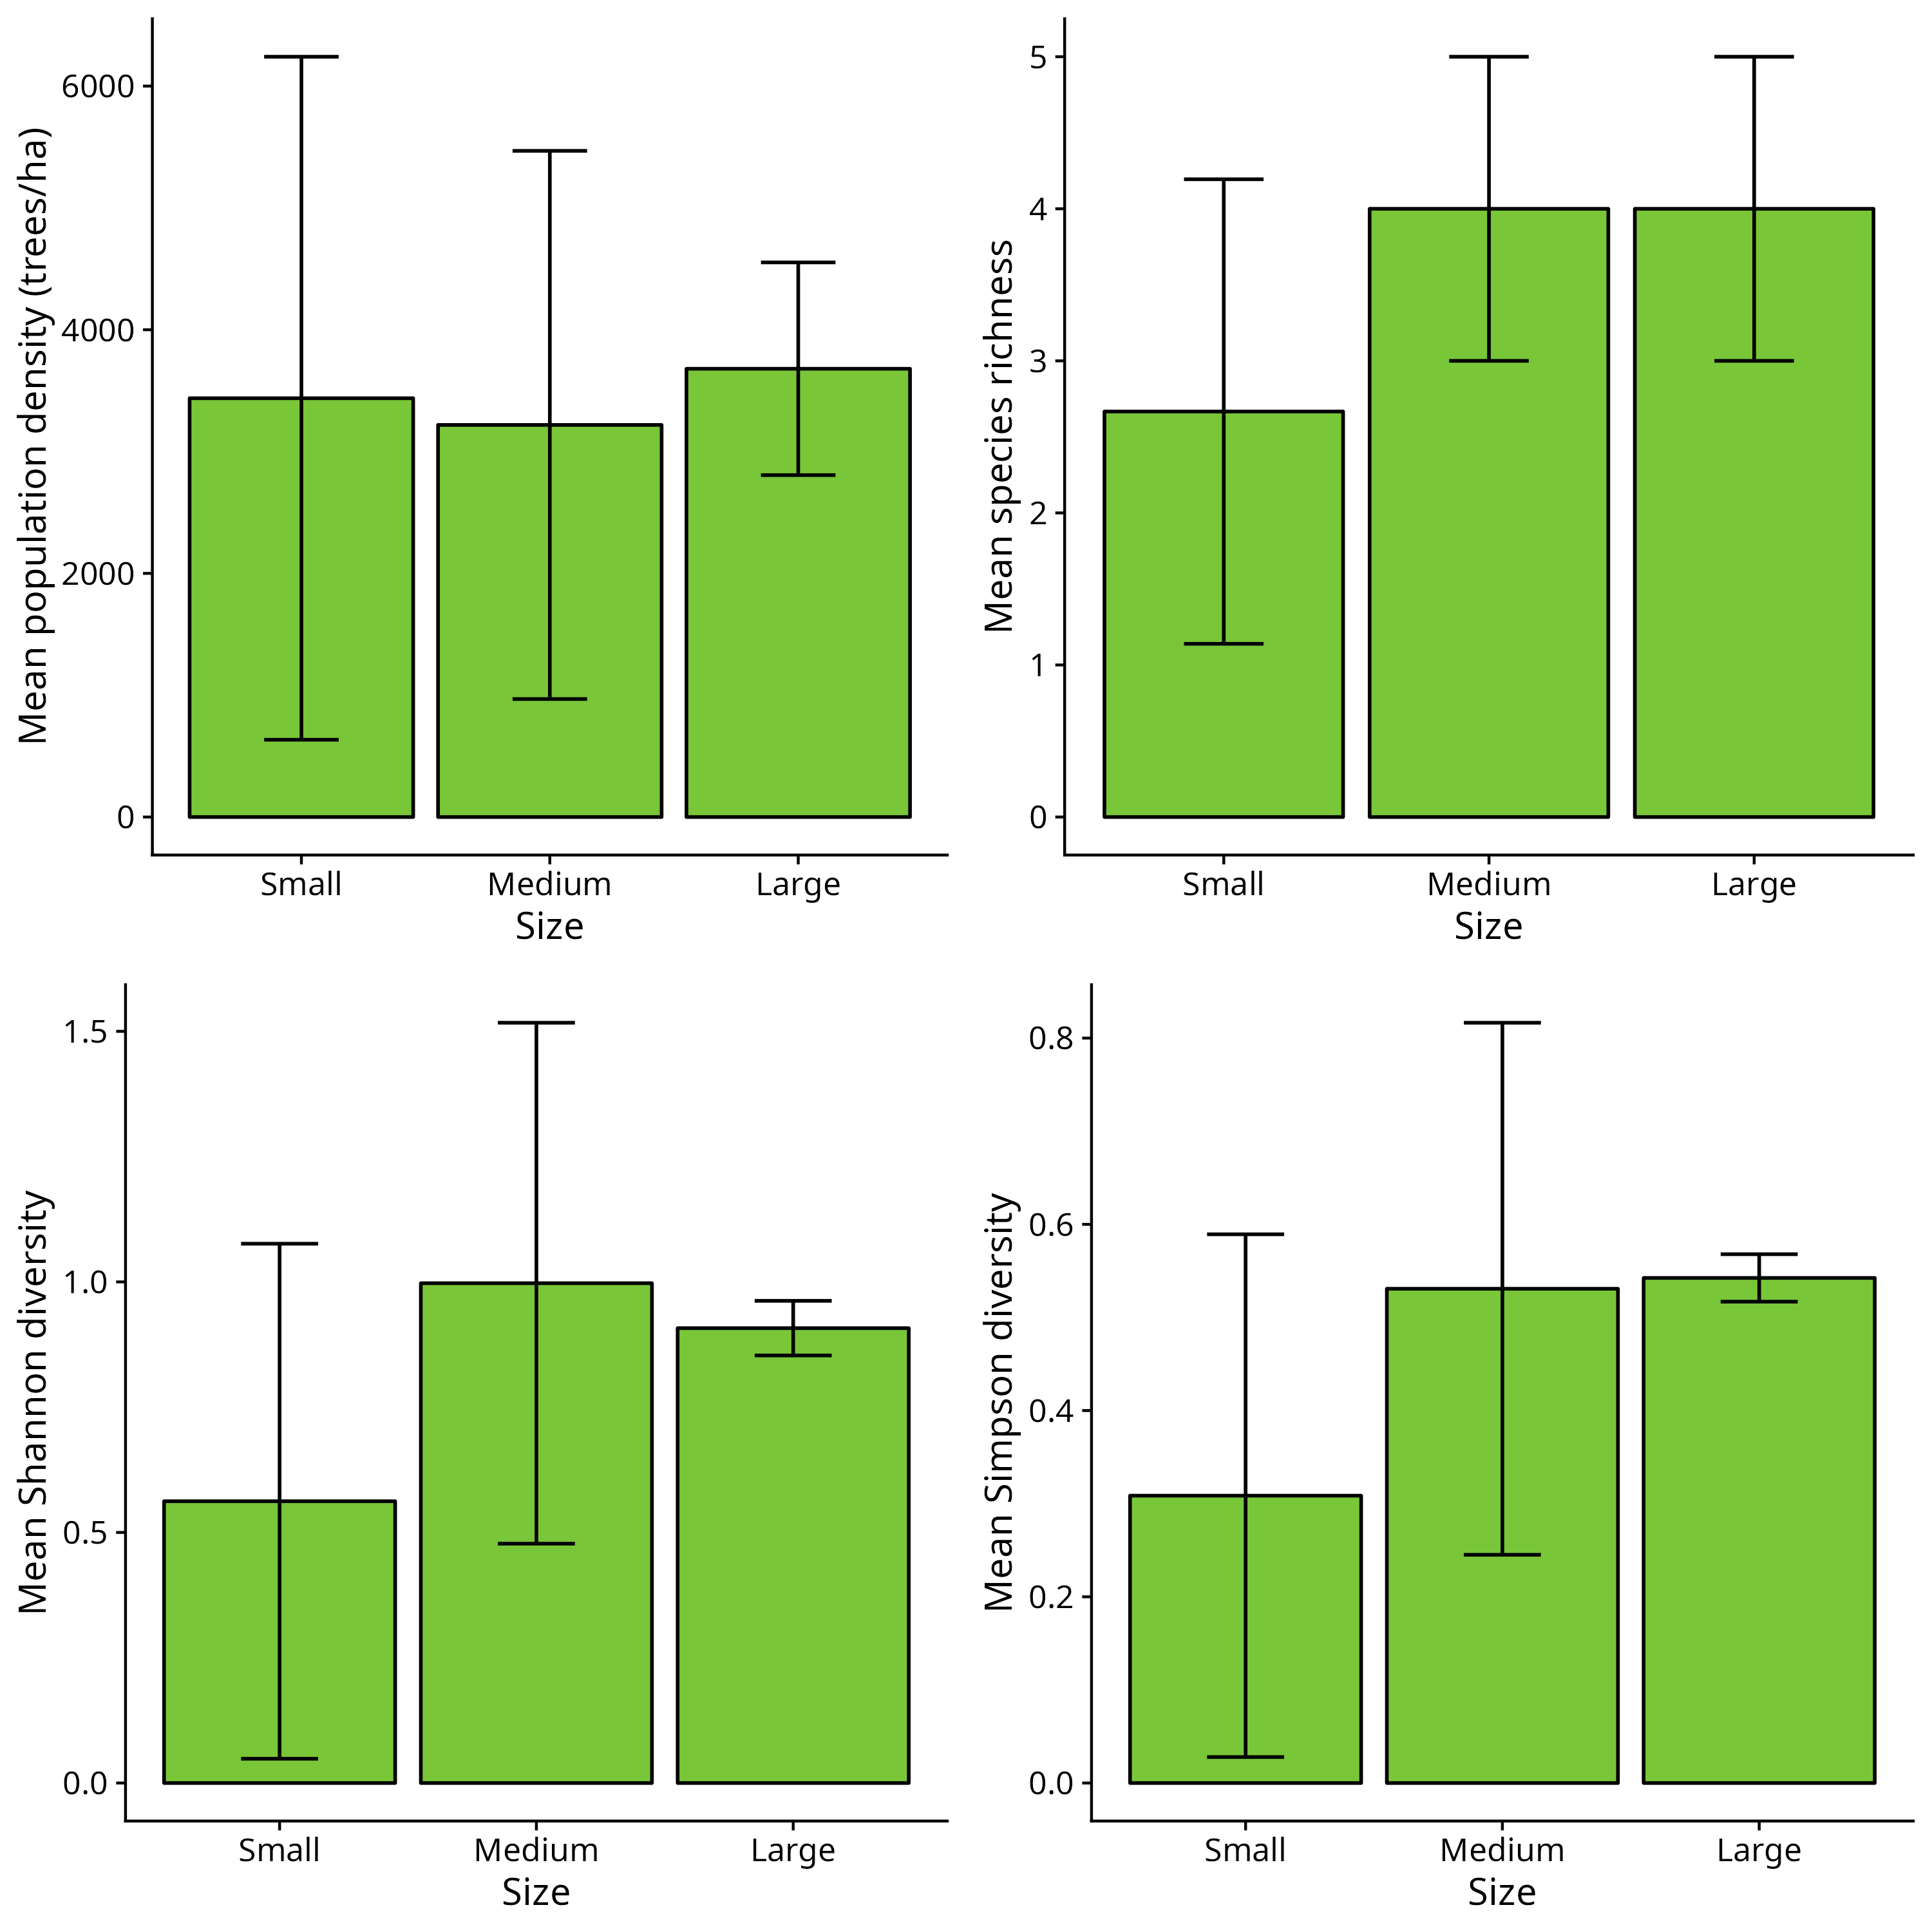 Mean population density (trees/ha)
6000
4000
2000
0
Small Medium Large
Size
Mean species richness
5
4
3
2
1
0
Small Medium Large
Size
Mean Shannon diversity
1.5
1.0
0.5
0.0
Small Medium Large
Size
Mean Simpson diversity
0.8
0.6
0.4
0.2
0.0
Small Medium Large
Size